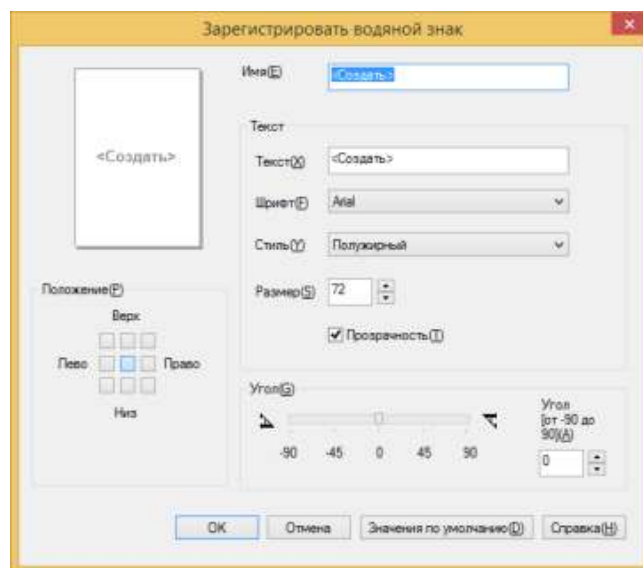 Зарегистрировать водяной знак
Имя(E)
<Создать>
<Создать>
Текст
Текст(X)
<Создать>
Шрифт(F)
Arial
Стиль(Y)
Полужирный
Размер(S)
72
Прозрачность(T)
Положение(P)
Верх
Лево
Право
Низ
Угол(G)
-90 -45 0 45 90
Угол
[от -90 до
90](A)
0
OK
Отмена
Значения по умолчанию(D)
Справка(H)